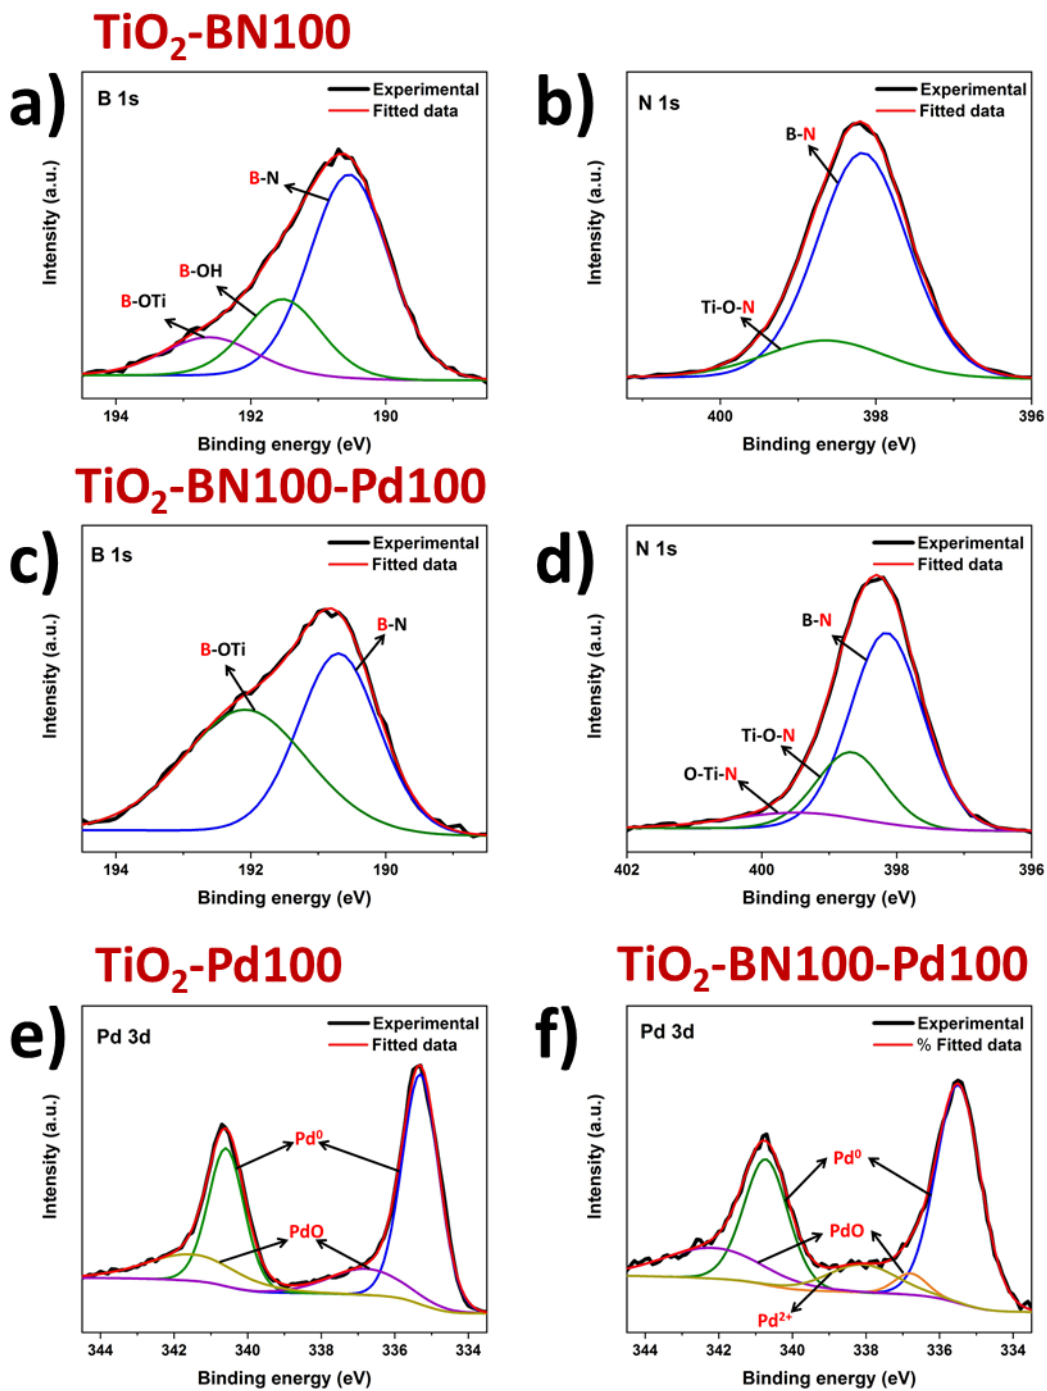 TiO₂-BN100
a)
B 1s
Experimental
Fitted data
B-N
B-OH
B-OTi
Intensity (a.u.)
194 192 190
Binding energy (eV)
b)
N 1s
Experimental
Fitted data
B-N
Ti-O-N
Intensity (a.u.)
400 398 396
Binding energy (eV)
TiO₂-BN100-Pd100
c)
B 1s
Experimental
Fitted data
B-N
B-OTi
Intensity (a.u.)
194 192 190
Binding energy (eV)
d)
N 1s
Experimental
Fitted data
B-N
Ti-O-N
O-Ti-N
Intensity (a.u.)
402 400 398 396
Binding energy (eV)
TiO₂-Pd100
e)
Pd 3d
Experimental
Fitted data
Pd⁰
PdO
Intensity (a.u.)
344 342 340 338 336 334
Binding energy (eV)
TiO₂-BN100-Pd100
f)
Pd 3d
Experimental
% Fitted data
Pd⁰
PdO
Pd²⁺
Intensity (a.u.)
344 342 340 338 336 334
Binding energy (eV)